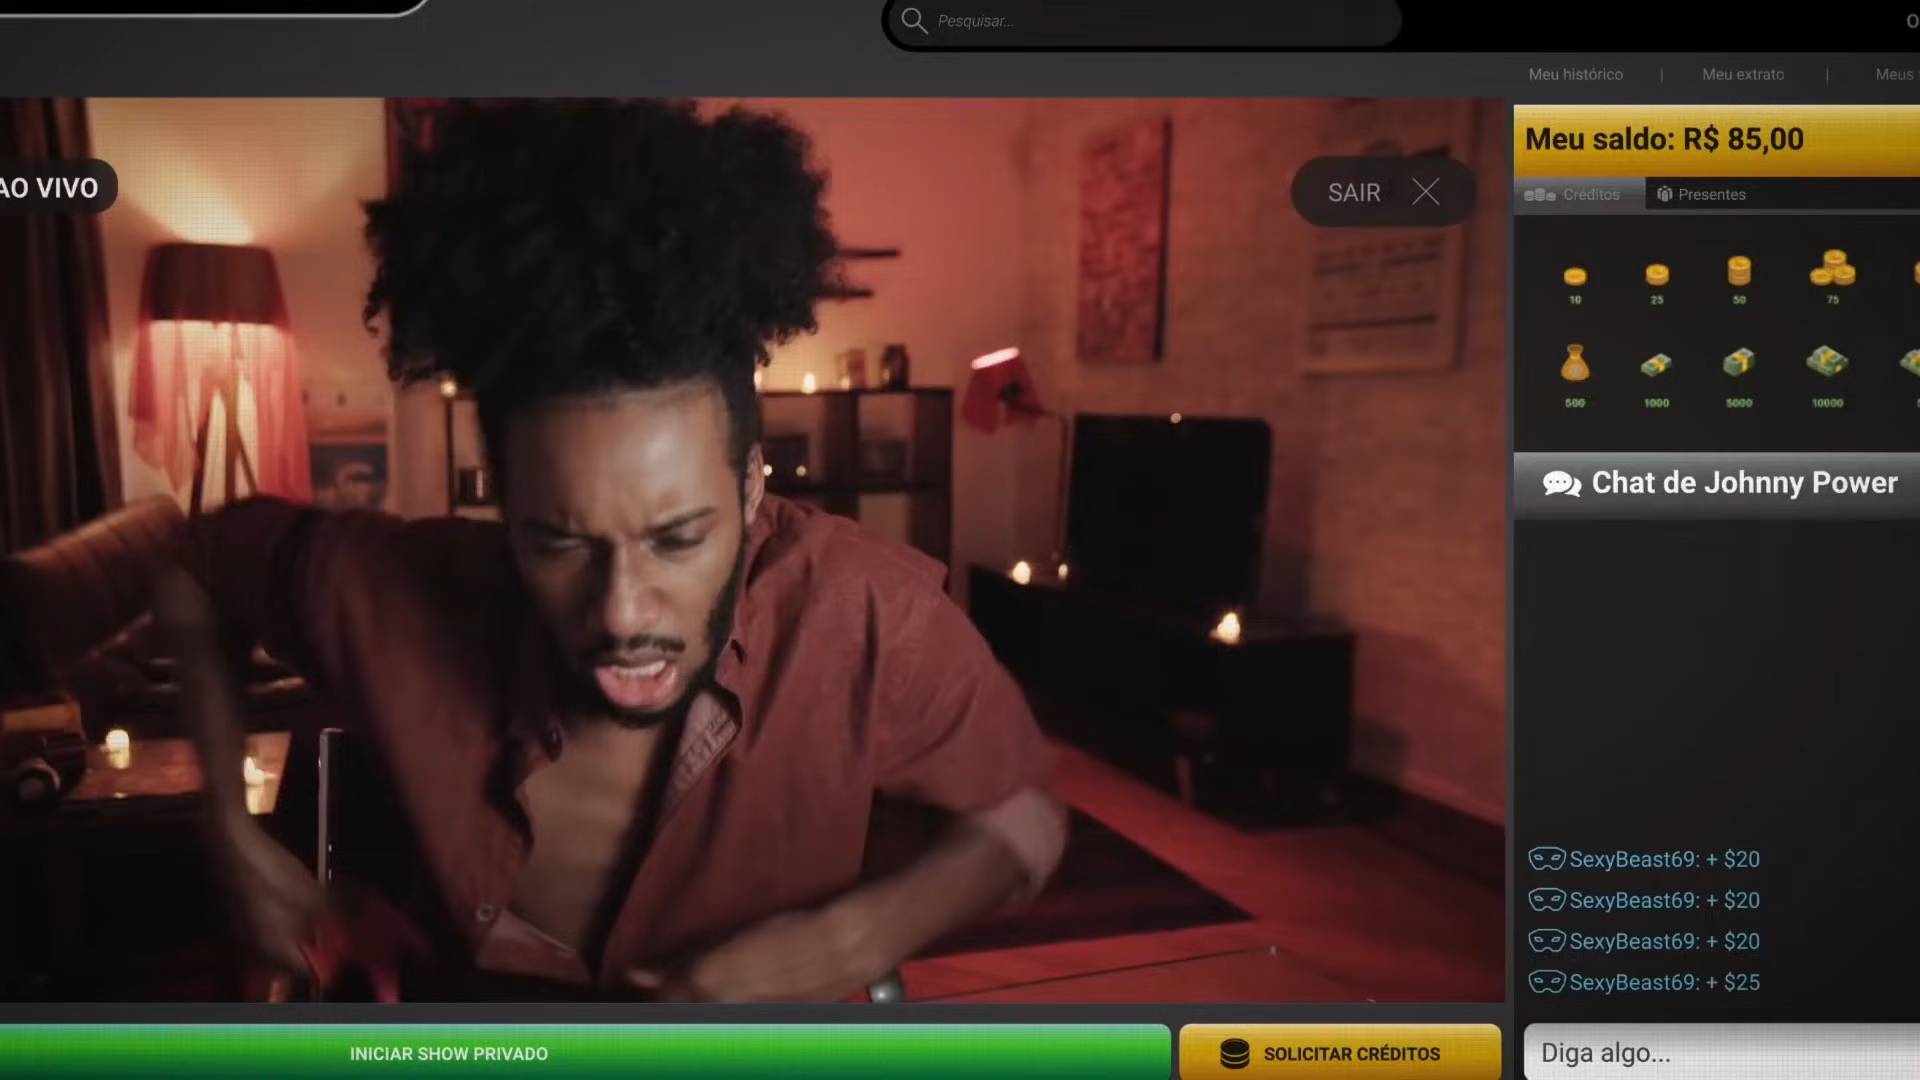 Pesquisar...
Meu histórico | Meu extrato | Meus
Meu saldo: R$ 85,00
AO VIVO
SAIR
Créditos
Presentes
10 25 50 75
500 1000 5000 10000
Chat de Johnny Power
SexyBeast69: + $20
SexyBeast69: + $20
SexyBeast69: + $20
SexyBeast69: + $25
INICIAR SHOW PRIVADO
SOLICITAR CRÉDITOS
Diga algo...